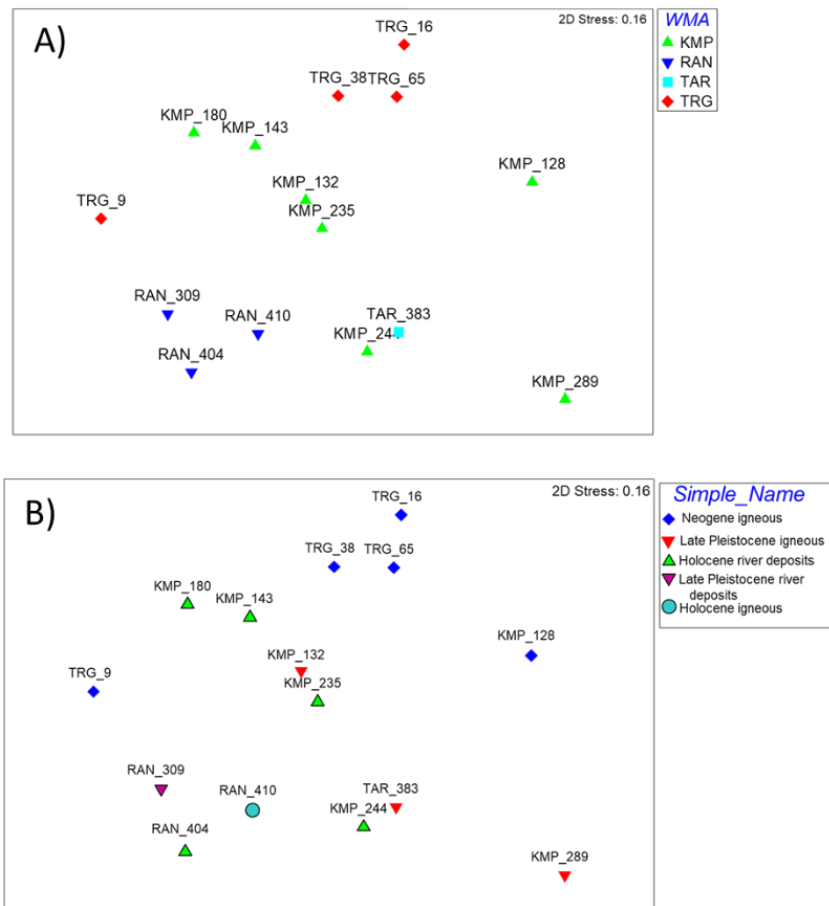 A)
2D Stress: 0.16
WMA
KMP
RAN
TAR
TRG
TRG_16
TRG_38
TRG_65
KMP_180
KMP_143
KMP_128
KMP_132
KMP_235
TRG_9
RAN_309
RAN_410
TAR_383
KMP_244
RAN_404
KMP_289
B)
2D Stress: 0.16
Simple_Name
Neogene igneous
Late Pleistocene igneous
Holocene river deposits
Late Pleistocene river
deposits
Holocene igneous
TRG_16
TRG_38
TRG_65
KMP_180
KMP_143
KMP_128
KMP_132
KMP_235
TRG_9
RAN_309
RAN_410
TAR_383
KMP_244
RAN_404
KMP_289